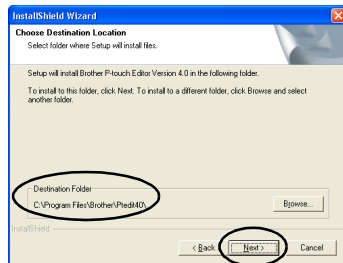 InstallShield Wizard
Choose Destination Location
Select folder where Setup will install files.
Setup will install Brother P-touch Editor Version 4.0 in the following folder.
To install to this folder, click Next. To install to a different folder, click Browse and select
another folder.
Destination Folder
C:\Program Files\Brother\Ptedit40\
Browse...
InstallShield
< Back
Next >
Cancel